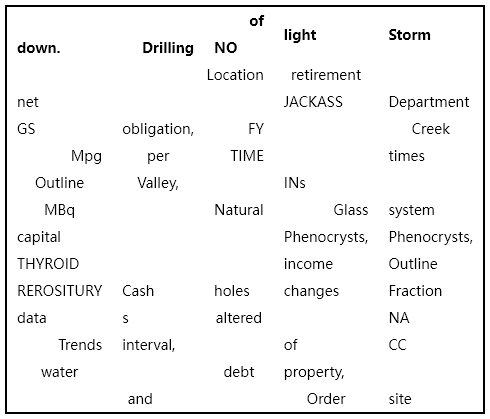 down. Drilling of NO light Storm
Location retirement
net JACKASS Department
GS obligation, FY Creek
Mpg per TIME times
Outline Valley, INs
MBq Natural Glass system
capital Phenocrysts, Phenocrysts,
THYROID income Outline
REROSITURY Cash holes changes Fraction
data s altered NA
Trends interval, of CC
water debt property,
and Order site